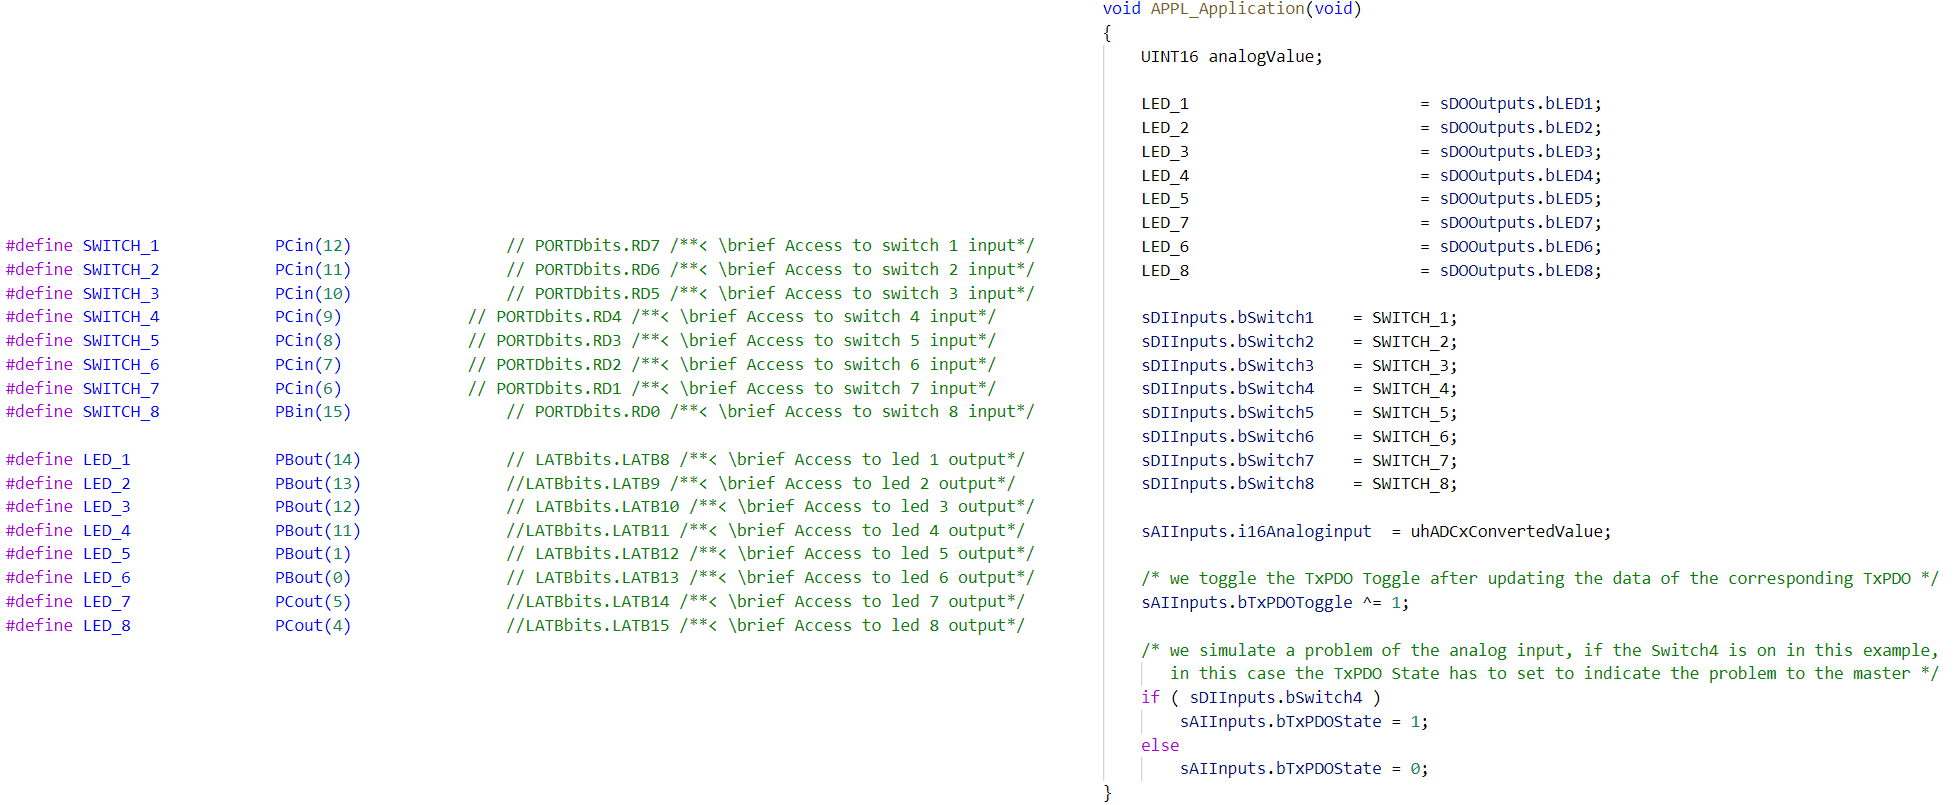 #define SWITCH_1 PCin(12) // PORTDbits.RD7 /**< \brief Access to switch 1 input*/
#define SWITCH_2 PCin(11) // PORTDbits.RD6 /**< \brief Access to switch 2 input*/
#define SWITCH_3 PCin(10) // PORTDbits.RD5 /**< \brief Access to switch 3 input*/
#define SWITCH_4 PCin(9) // PORTDbits.RD4 /**< \brief Access to switch 4 input*/
#define SWITCH_5 PCin(8) // PORTDbits.RD3 /**< \brief Access to switch 5 input*/
#define SWITCH_6 PCin(7) // PORTDbits.RD2 /**< \brief Access to switch 6 input*/
#define SWITCH_7 PCin(6) // PORTDbits.RD1 /**< \brief Access to switch 7 input*/
#define SWITCH_8 PBin(15) // PORTDbits.RD0 /**< \brief Access to switch 8 input*/
#define LED_1 PBout(14) // LATBbits.LATB8 /**< \brief Access to led 1 output*/
#define LED_2 PBout(13) //LATBbits.LATB9 /**< \brief Access to led 2 output*/
#define LED_3 PBout(12) // LATBbits.LATB10 /**< \brief Access to led 3 output*/
#define LED_4 PBout(11) //LATBbits.LATB11 /**< \brief Access to led 4 output*/
#define LED_5 PBout(1) // LATBbits.LATB12 /**< \brief Access to led 5 output*/
#define LED_6 PBout(0) // LATBbits.LATB13 /**< \brief Access to led 6 output*/
#define LED_7 PCout(5) //LATBbits.LATB14 /**< \brief Access to led 7 output*/
#define LED_8 PCout(4) //LATBbits.LATB15 /**< \brief Access to led 8 output*/
void APPL_Application(void)
{
UINT16 analogValue;
LED_1 = sDOOutputs.bLED1;
LED_2 = sDOOutputs.bLED2;
LED_3 = sDOOutputs.bLED3;
LED_4 = sDOOutputs.bLED4;
LED_5 = sDOOutputs.bLED5;
LED_7 = sDOOutputs.bLED7;
LED_6 = sDOOutputs.bLED6;
LED_8 = sDOOutputs.bLED8;
sDIInputs.bSwitch1 = SWITCH_1;
sDIInputs.bSwitch2 = SWITCH_2;
sDIInputs.bSwitch3 = SWITCH_3;
sDIInputs.bSwitch4 = SWITCH_4;
sDIInputs.bSwitch5 = SWITCH_5;
sDIInputs.bSwitch6 = SWITCH_6;
sDIInputs.bSwitch7 = SWITCH_7;
sDIInputs.bSwitch8 = SWITCH_8;
sAIInputs.i16Analoginput = uhADCxConvertedValue;
/* we toggle the TxPDO Toggle after updating the data of the corresponding TxPDO */
sAIInputs.bTxPDOToggle ^= 1;
/* we simulate a problem of the analog input, if the Switch4 is on in this example,
in this case the TxPDO State has to set to indicate the problem to the master */
if ( sDIInputs.bSwitch4 )
sAIInputs.bTxPDOState = 1;
else
sAIInputs.bTxPDOState = 0;
}